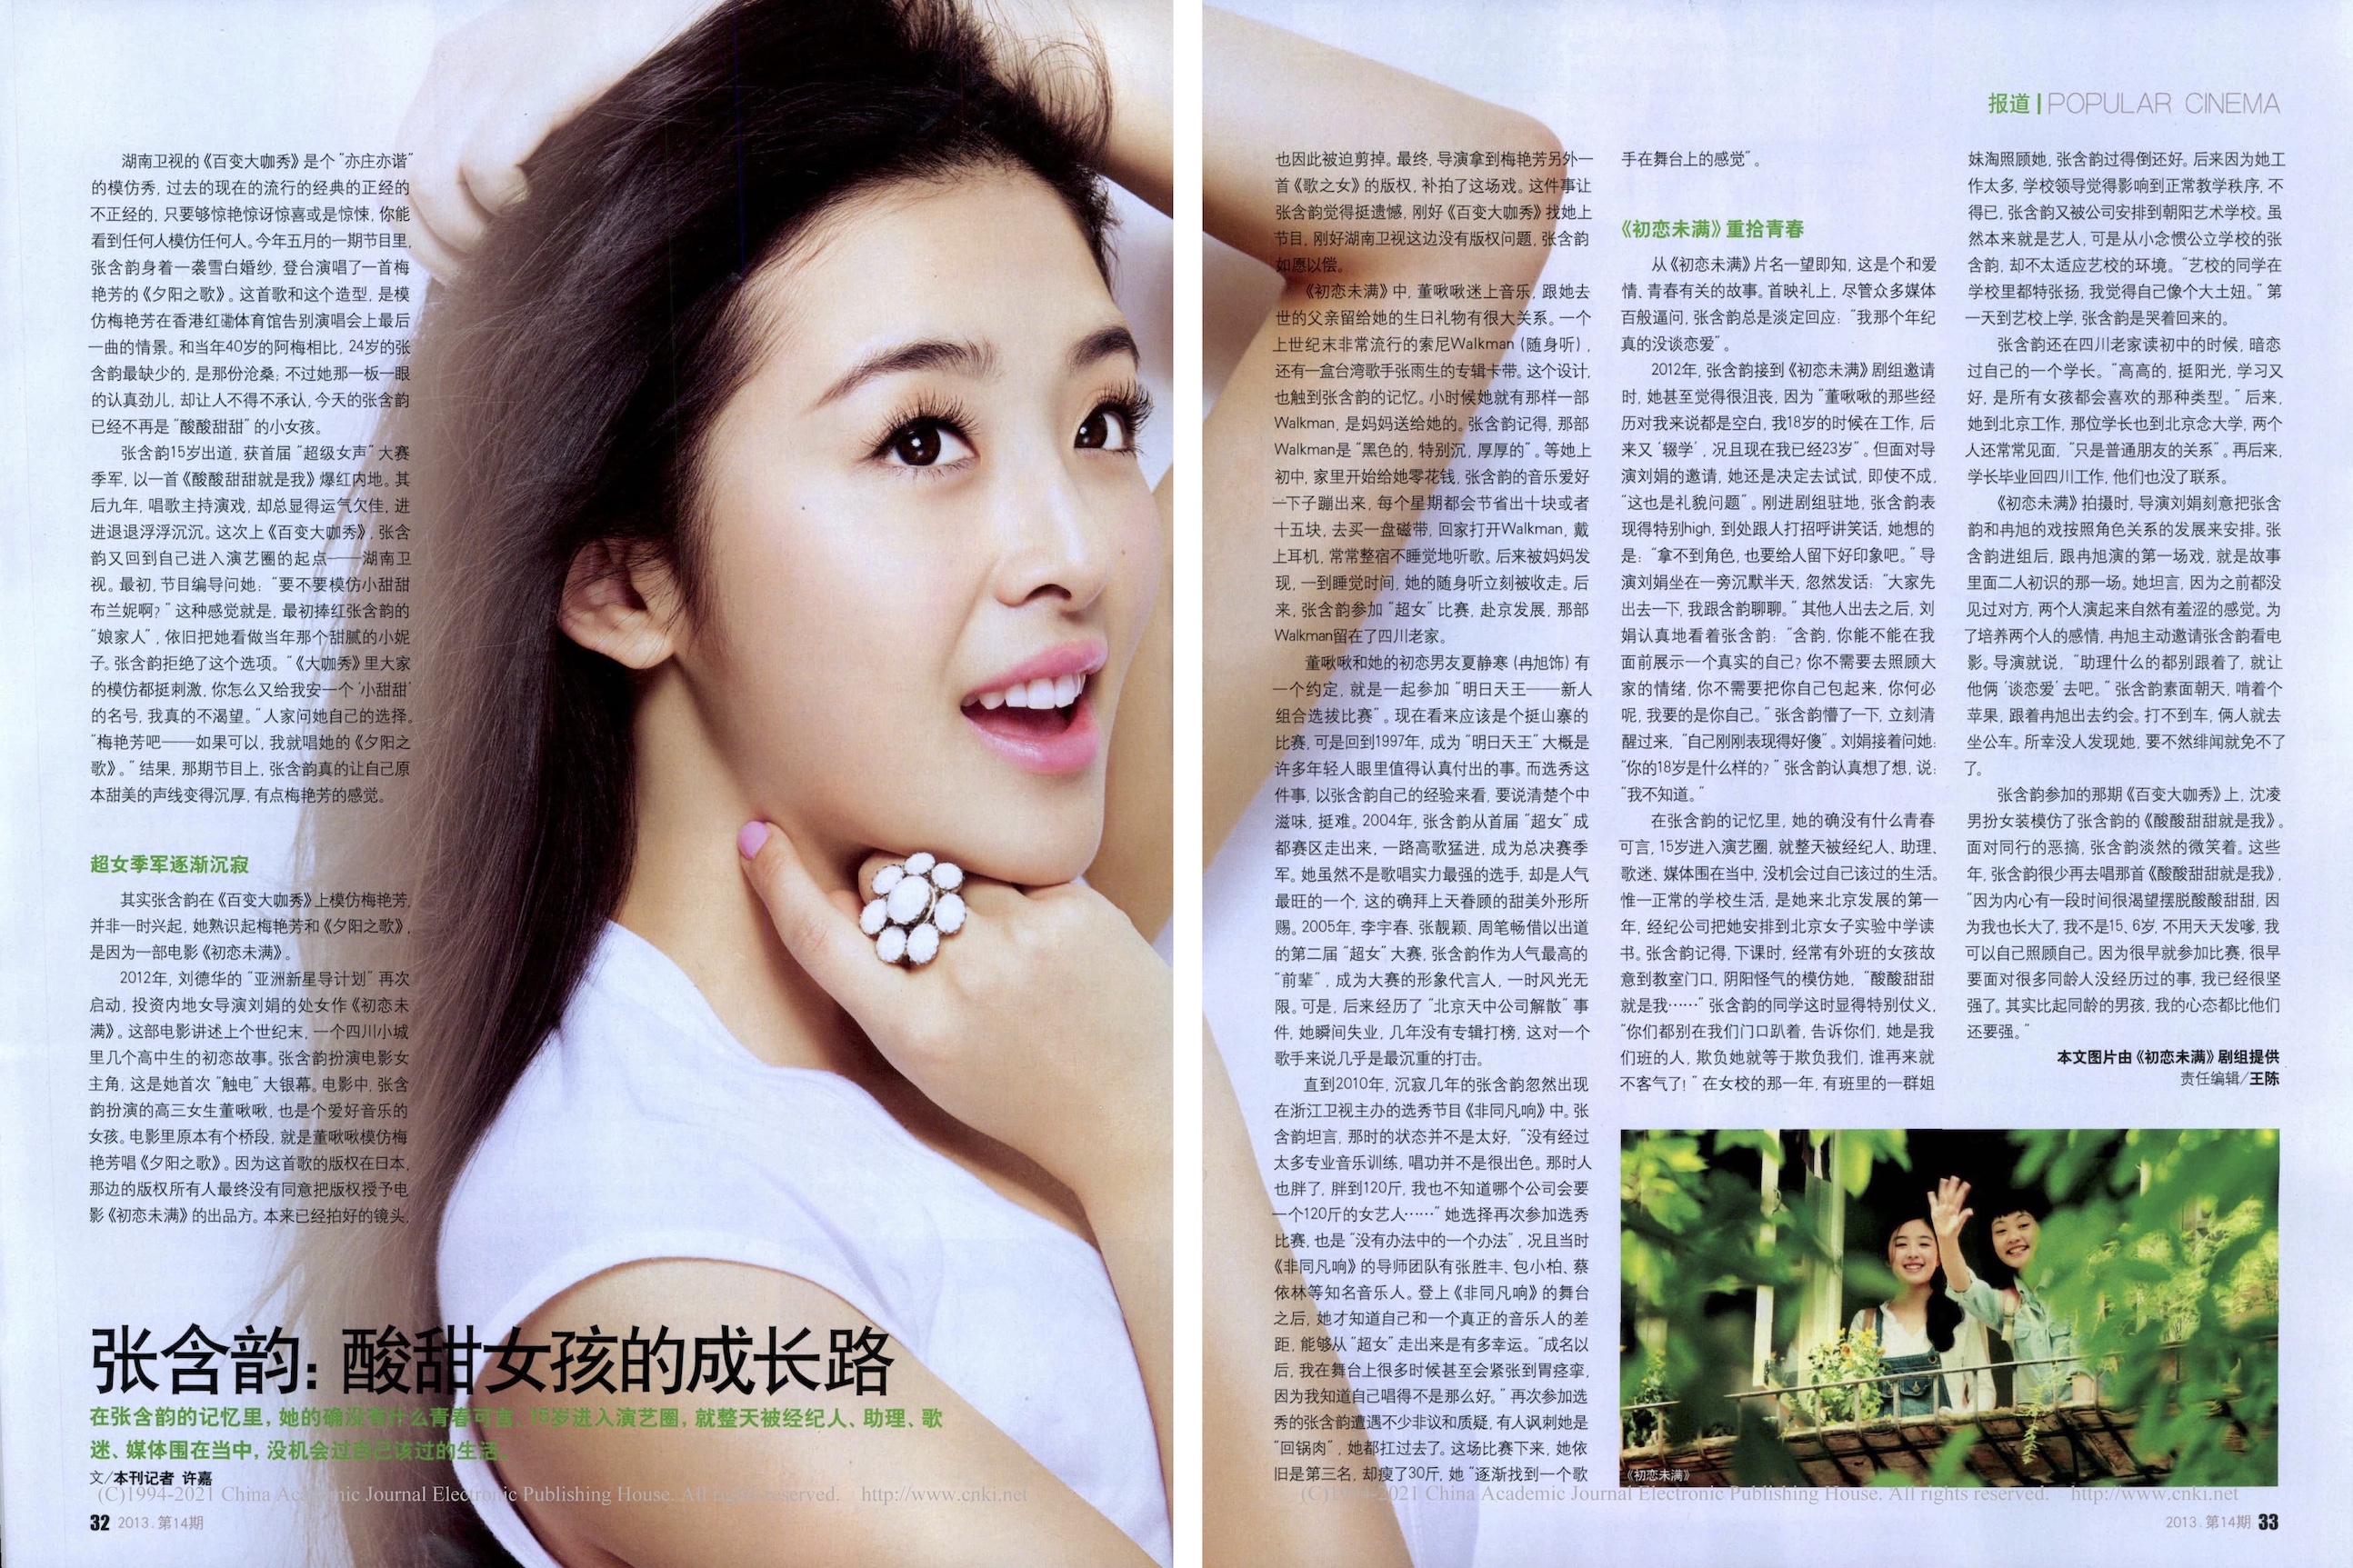 湖南卫视的《百变大咖秀》是个“亦庄亦谐”
的模仿秀，过去的现在的流行的经典的正经的
不正经的，只要够惊艳惊讶惊喜或是惊悚，你能
看到任何人模仿任何人。今年五月的一期节目里，
张含韵身着一袭雪白婚纱，登台演唱了一首梅
艳芳的《夕阳之歌》。这首歌和这个造型，是模
仿梅艳芳在香港红磡体育馆告别演唱会上最后
一曲的情景。和当年40岁的阿梅相比，24岁的张
含韵最缺少的，是那份沧桑；不过她那一板一眼
的认真劲儿，却让人不得不承认，今天的张含韵
已经不再是“酸酸甜甜”的小女孩。
张含韵15岁出道，获首届“超级女声”大赛
季军，以一首《酸酸甜甜就是我》爆红内地。其
后九年，唱歌主持演戏，却总显得运气欠佳，进
进退退浮浮沉沉。这次上《百变大咖秀》，张含
韵又回到自己进入演艺圈的起点——湖南卫
视。最初，节目编导问她：“要不要模仿小甜甜
布兰妮啊？”这种感觉就是，最初捧红张含韵的
“娘家人”，依旧把她看做当年那个甜腻的小妮
子。张含韵拒绝了这个选项。“《大咖秀》里大家
的模仿都挺刺激，你怎么又给我安一个‘小甜甜’
的名号，我真的不渴望。“人家问她自己的选择。
“梅艳芳吧——如果可以，我就唱她的《夕阳之
歌》。”结果，那期节目上，张含韵真的让自己原
本甜美的声线变得沉厚，有点梅艳芳的感觉。
超女季军逐渐沉寂
其实张含韵在《百变大咖秀》上模仿梅艳芳，
并非一时兴起，她熟识起梅艳芳和《夕阳之歌》，
是因为一部电影《初恋未满》。
2012年，刘德华的“亚洲新星导计划”再次
启动，投资内地女导演刘娟的处女作《初恋未
满》。这部电影讲述上个世纪末，一个四川小城
里几个高中生的初恋故事。张含韵扮演电影女
主角，这是她首次“触电”大银幕。电影中，张含
韵扮演的高三女生董啾啾，也是个爱好音乐的
女孩。电影里原本有个桥段，就是董啾啾模仿梅
艳芳唱《夕阳之歌》。因为这首歌的版权在日本，
那边的版权所有人最终没有同意把版权授予电
影《初恋未满》的出品方。本来已经拍好的镜头，
张含韵：酸甜女孩的成长路
在张含韵的记忆里，她的确没有什么青春可言，15岁进入演艺圈，就整天被经纪人、助理、歌
迷、媒体围在当中，没机会过自己该过的生活。
文/本刊记者 许嘉
(C)1994-2021 China Academic Journal Electronic Publishing House. All rights reserved. http://www.cnki.net
32 2013.第14期
报道 | POPULAR CINEMA
也因此被迫剪掉。最终，导演拿到梅艳芳另外一
首《歌之女》的版权，补拍了这场戏。这件事让
张含韵觉得挺遗憾，刚好《百变大咖秀》找她上
节目，刚好湖南卫视这边没有版权问题，张含韵
如愿以偿。
《初恋未满》中，董啾啾迷上音乐，跟她去
世的父亲留给她的生日礼物有很大关系。一个
上世纪末非常流行的索尼Walkman（随身听），
还有一盒台湾歌手张雨生的专辑卡带。这个设计，
也触到张含韵的记忆。小时候她就有那样一部
Walkman，是妈妈送给她的。张含韵记得，那部
Walkman是“黑色的，特别沉，厚厚的”。等她上
初中，家里开始给她零花钱，张含韵的音乐爱好
一下子蹦出来，每个星期都会节省出十块或者
十五块，去买一盘磁带，回家打开Walkman，戴
上耳机，常常整宿不睡觉地听歌。后来被妈妈发
现，一到睡觉时间，她的随身听立刻被收走。后
来，张含韵参加“超女”比赛，赴京发展，那部
Walkman留在了四川老家。
董啾啾和她的初恋男友夏静寒（冉旭饰）有
一个约定，就是一起参加“明日天王——新人
组合选拔比赛”。现在看来应该是个挺山寨的
比赛，可是回到1997年，成为“明日天王”大概是
许多年轻人眼里值得认真付出的事。而选秀这
件事，以张含韵自己的经验来看，要说清楚个中
滋味，挺难。2004年，张含韵从首届“超女”成
都赛区走出来，一路高歌猛进，成为总决赛季
军。她虽然不是歌唱实力最强的选手，却是人气
最旺的一个，这的确拜上天眷顾的甜美外形所
赐。2005年，李宇春、张靓颖、周笔畅借以出道
的第二届“超女”大赛，张含韵作为人气最高的
“前辈”，成为大赛的形象代言人，一时风光无
限。可是，后来经历了“北京天中公司解散”事
件，她瞬间失业，几年没有专辑打榜，这对一个
歌手来说几乎是最沉重的打击。
直到2010年，沉寂几年的张含韵忽然出现
在浙江卫视主办的选秀节目《非同凡响》中。张
含韵坦言，那时的状态并不是太好，“没有经过
太多专业音乐训练，唱功并不是很出色。那时人
也胖了，胖到120斤，我也不知道哪个公司会要
一个120斤的女艺人……”她选择再次参加选秀
比赛，也是“没有办法中的一个办法”，况且当时
《非同凡响》的导师团队有张胜丰、包小柏、蔡
依林等知名音乐人。登上《非同凡响》的舞台
之后，她才知道自己和一个真正的音乐人的差
距，能够从“超女”走出来是有多幸运。“成名以
后，我在舞台上很多时候甚至会紧张到胃痉挛，
因为我知道自己唱得不是那么好。”再次参加选
秀的张含韵遭遇不少非议和质疑，有人讽刺她是
“回锅肉”，她都扛过去了。这场比赛下来，她依
旧是第三名，却瘦了30斤，她“逐渐找到一个歌
手在舞台上的感觉”。
《初恋未满》重拾青春
从《初恋未满》片名一望即知，这是个和爱
情、青春有关的故事。首映礼上，尽管众多媒体
百般逼问，张含韵总是淡定回应：“我那个年纪
真的没谈恋爱”。
2012年，张含韵接到《初恋未满》剧组邀请
时，她甚至觉得很沮丧，因为“董啾啾的那些经
历对我来说都是空白，我18岁的时候在工作，后
来又‘辍学’，况且现在我已经23岁”。但面对导
演刘娟的邀请，她还是决定去试试，即使不成，
“这也是礼貌问题”。刚进剧组驻地，张含韵表
现得特别high，到处跟人打招呼讲笑话，她想的
是：“拿不到角色，也要给人留下好印象吧。”导
演刘娟坐在一旁沉默半天，忽然发话：“大家先
出去一下，我跟含韵聊聊。”其他人出去之后，刘
娟认真地看着张含韵：“含韵，你能不能在我
面前展示一个真实的自己？你不需要去照顾大
家的情绪，你不需要把你自己包起来，你何必
呢，我要的是你自己。”张含韵懵了一下，立刻清
醒过来，“自己刚刚表现得好傻”。刘娟接着问她：
“你的18岁是什么样的？”张含韵认真想了想，说：
“我不知道。”
在张含韵的记忆里，她的确没有什么青春
可言，15岁进入演艺圈，就整天被经纪人、助理、
歌迷、媒体围在当中，没机会过自己该过的生活。
惟一正常的学校生活，是她来北京发展的第一
年，经纪公司把她安排到北京女子实验中学读
书。张含韵记得，下课时，经常有外班的女孩故
意到教室门口，阴阳怪气的模仿她，“酸酸甜甜
就是我……”张含韵的同学这时显得特别仗义，
“你们都别在我们门口趴着，告诉你们，她是我
们班的人，欺负她就等于欺负我们，谁再来就
不客气了！”在女校的那一年，有班里的一群姐
妹淘照顾她，张含韵过得倒还好。后来因为她工
作太多，学校领导觉得影响到正常教学秩序，不
得已，张含韵又被公司安排到朝阳艺术学校。虽
然本来就是艺人，可是从小念惯公立学校的张
含韵，却不太适应艺校的环境。“艺校的同学在
学校里都特张扬，我觉得自己像个大土妞。”第
一天到艺校上学，张含韵是哭着回来的。
张含韵还在四川老家读初中的时候，暗恋
过自己的一个学长。“高高的，挺阳光，学习又
好，是所有女孩都会喜欢的那种类型。”后来，
她到北京工作，那位学长也到北京念大学，两个
人还常常见面，“只是普通朋友的关系”。再后来，
学长毕业回四川工作，他们也没了联系。
《初恋未满》拍摄时，导演刘娟刻意把张含
韵和冉旭的戏按照角色关系的发展来安排。张
含韵进组后，跟冉旭演的第一场戏，就是故事
里面二人初识的那一场。她坦言，因为之前都没
见过对方，两个人演起来自然有羞涩的感觉。为
了培养两个人的感情，冉旭主动邀请张含韵看电
影。导演就说，“助理什么的都别跟着了，就让
他俩‘谈恋爱’去吧。”张含韵素面朝天，啃着个
苹果，跟着冉旭出去约会。打不到车，俩人就去
坐公车。所幸没人发现她，要不然绯闻就免不了
了。
张含韵参加的那期《百变大咖秀》上，沈凌
男扮女装模仿了张含韵的《酸酸甜甜就是我》。
面对同行的恶搞，张含韵淡然的微笑着。这些
年，张含韵很少再去唱那首《酸酸甜甜就是我》，
“因为内心有一段时间很渴望摆脱酸酸甜甜，因
为我也长大了，我不是15、6岁，不用天天发嗲，我
可以自己照顾自己。因为很早就参加比赛，很早
要面对很多同龄人没经历过的事，我已经很坚
强了。其实比起同龄的男孩，我的心态都比他们
还要强。”
本文图片由《初恋未满》剧组提供
责任编辑/王陈
《初恋未满》
(C)1994-2021 China Academic Journal Electronic Publishing House. All rights reserved. http://www.cnki.net
2013.第14期 33